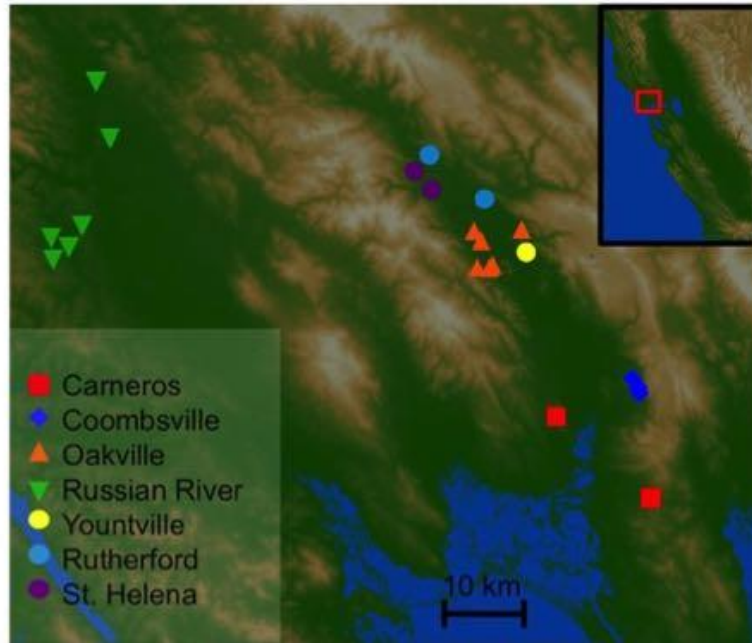 Carneros
Coombsville
Oakville
Russian River
Yountville
Rutherford
St. Helena
10 km